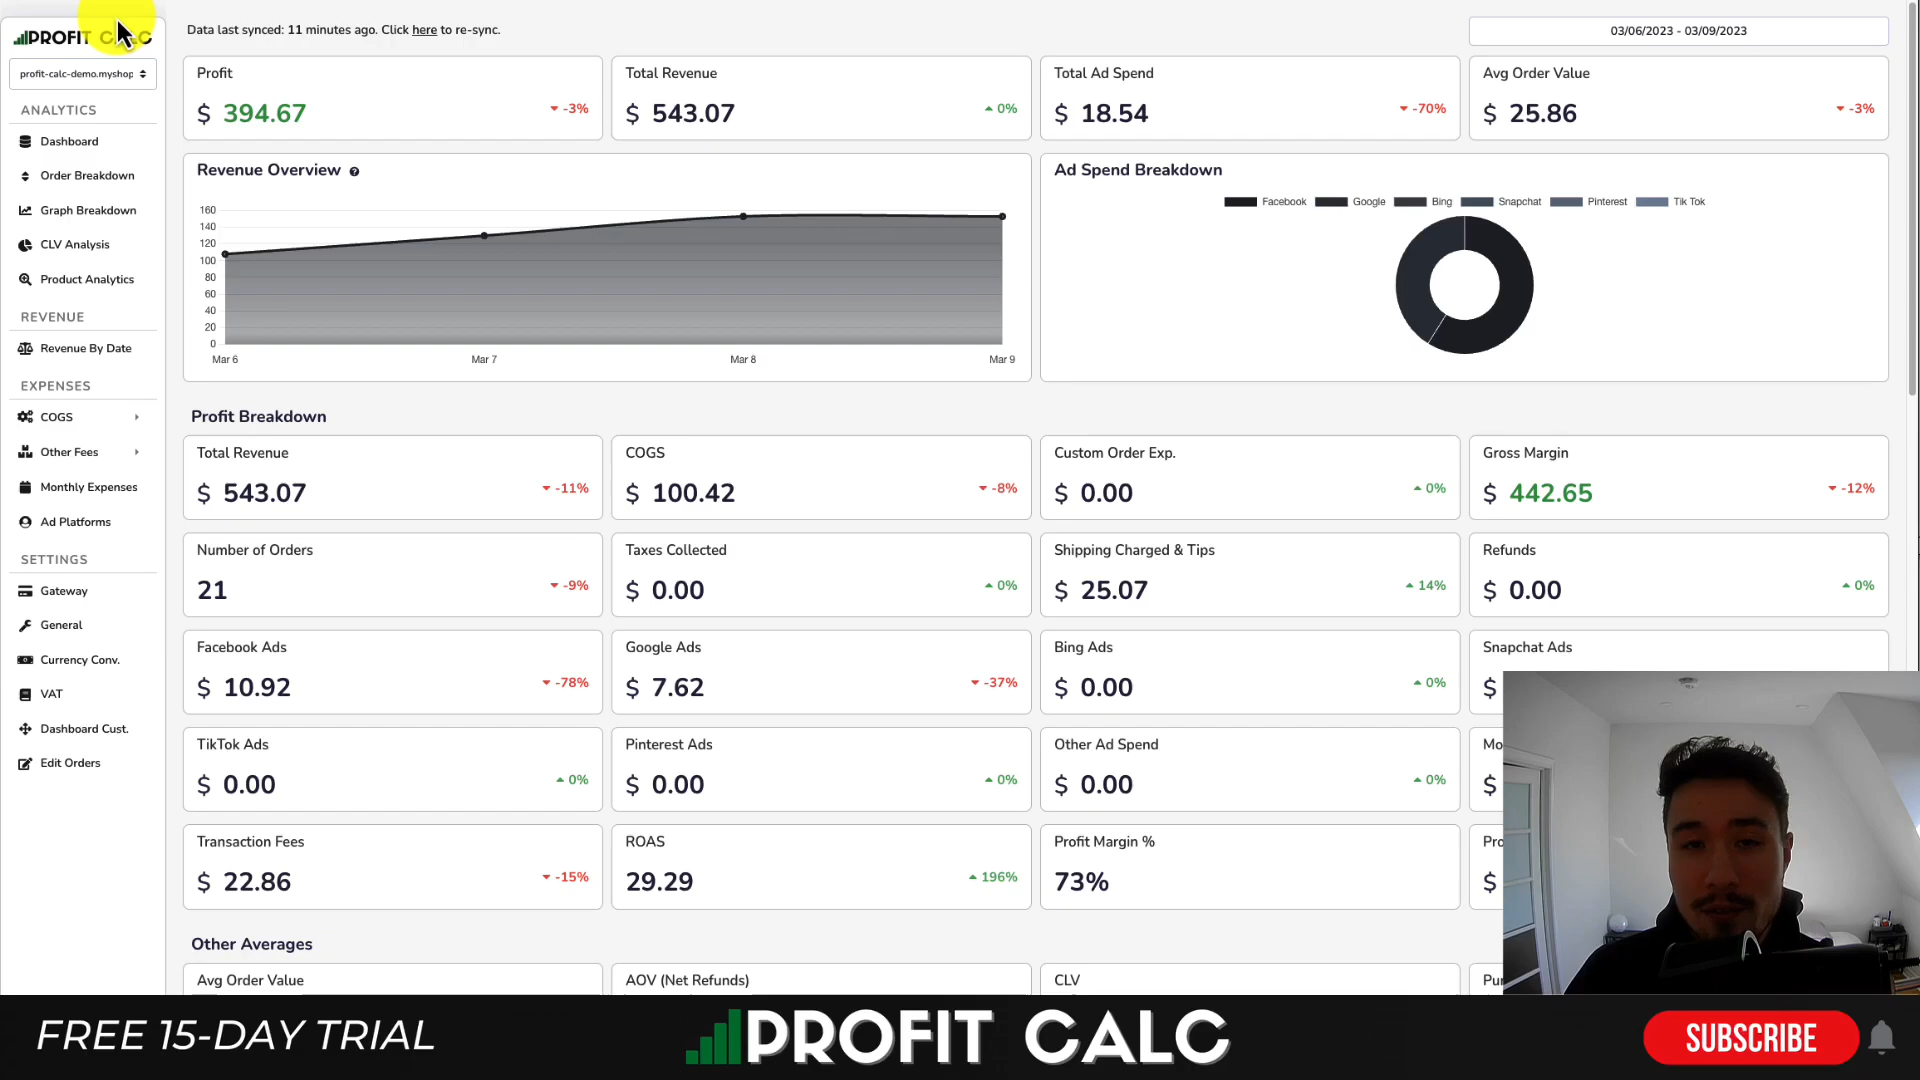 PROFIT CALC
profit-calc-demo.myshop
ANALYTICS
Dashboard
Order Breakdown
Graph Breakdown
CLV Analysis
Product Analytics
REVENUE
Revenue By Date
EXPENSES
COGS
Other Fees
Monthly Expenses
Ad Platforms
SETTINGS
Gateway
General
Currency Conv.
VAT
Dashboard Cust.
Edit Orders
Data last synced: 11 minutes ago. Click here to re-sync.
03/06/2023 - 03/09/2023
Profit
$ 394.67 -3%
Total Revenue
$ 543.07 0%
Total Ad Spend
$ 18.54 -70%
Avg Order Value
$ 25.86 -3%
Revenue Overview
160
140
120
100
80
60
40
20
0
Mar 6 Mar 7 Mar 8 Mar 9
Ad Spend Breakdown
Facebook Google Bing Snapchat Pinterest Tik Tok
Profit Breakdown
Total Revenue
$ 543.07 -11%
COGS
$ 100.42 -8%
Custom Order Exp.
$ 0.00 0%
Gross Margin
$ 442.65 -12%
Number of Orders
21 -9%
Taxes Collected
$ 0.00 0%
Shipping Charged & Tips
$ 25.07 14%
Refunds
$ 0.00 0%
Facebook Ads
$ 10.92 -78%
Google Ads
$ 7.62 -37%
Bing Ads
$ 0.00 0%
Snapchat Ads
$
TikTok Ads
$ 0.00 0%
Pinterest Ads
$ 0.00 0%
Other Ad Spend
$ 0.00 0%
Mo
$
Transaction Fees
$ 22.86 -15%
ROAS
29.29 196%
Profit Margin %
73%
Pro
$
Other Averages
Avg Order Value
AOV (Net Refunds)
CLV
Pu
FREE 15-DAY TRIAL
PROFIT CALC
SUBSCRIBE